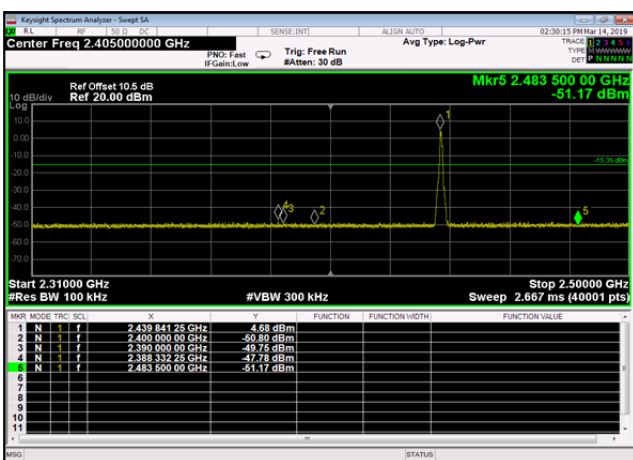 Keysight Spectrum Analyzer - Swept SA
RL RF 50 Ω DC SENSE:INT ALIGN AUTO 02:30:15 PM Mar 14, 2019
Center Freq 2.405000000 GHz
PNO: Fast
IFGain:Low
Trig: Free Run
#Atten: 30 dB
Avg Type: Log-Pwr
TRACE 1 2 3 4 5 6
TYPE M W W W W W
DET P N N N N N
Mkr5 2.483 500 00 GHz
-51.17 dBm
Ref Offset 10.5 dB
10 dB/div Ref 20.00 dBm
Log
10.0
0.00
-10.0
-20.0
-30.0
-40.0
-50.0
-60.0
-70.0
-15.35 dBm
1
4 3 2 5
Start 2.31000 GHz Stop 2.50000 GHz
#Res BW 100 kHz #VBW 300 kHz Sweep 2.667 ms (40001 pts)
MKR MODE TRC SCL X Y FUNCTION FUNCTION WIDTH FUNCTION VALUE
1 N 1 f 2.439 841 25 GHz 4.68 dBm
2 N 1 f 2.400 000 00 GHz -50.80 dBm
3 N 1 f 2.390 000 00 GHz -49.75 dBm
4 N 1 f 2.388 332 25 GHz -47.78 dBm
5 N 1 f 2.483 500 00 GHz -51.17 dBm
6
7
8
9
10
11
MSG STATUS